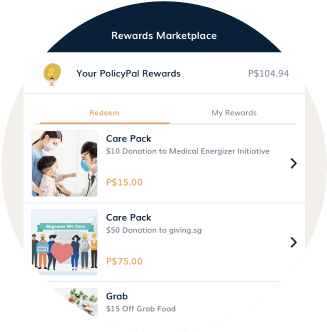 Rewards Marketplace
Your PolicyPal Rewards P$104.94
Redeem My Rewards
Care Pack
$10 Donation to Medical Energizer Initiative
P$15.00
Migrants We Care
Care Pack
$50 Donation to giving.sg
P$75.00
Grab
$15 Off Grab Food